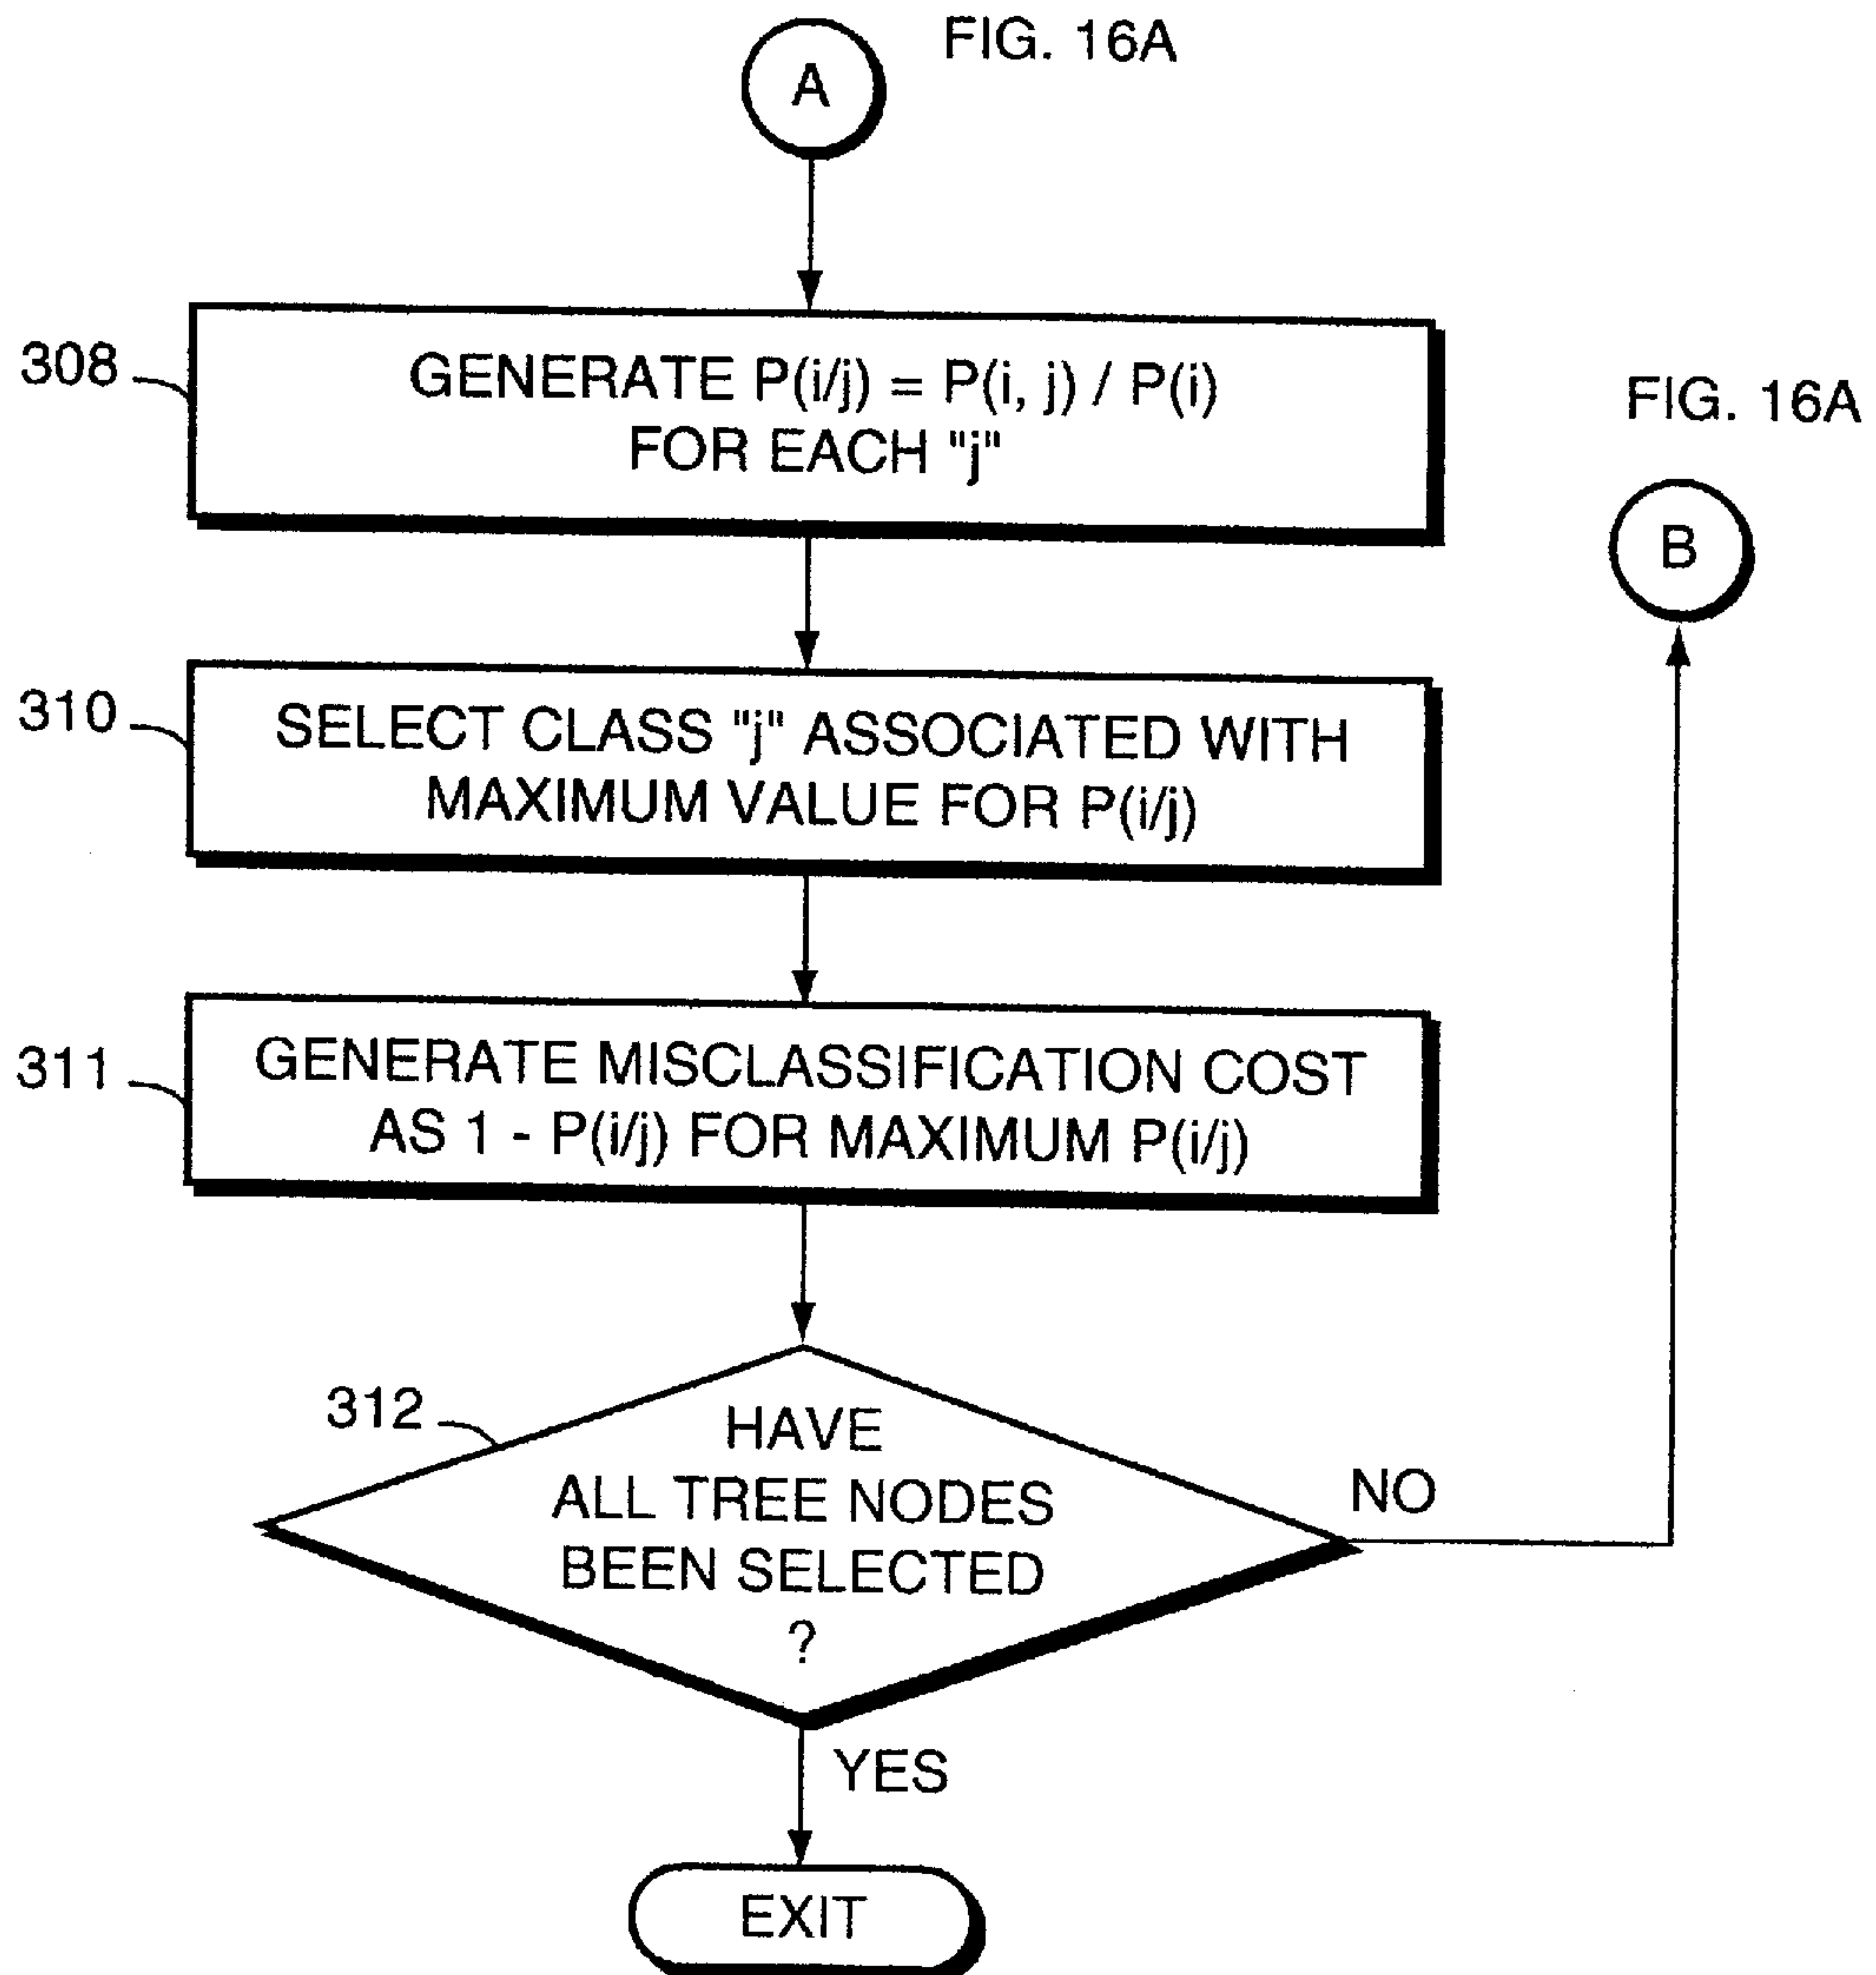 FIG. 16A
A
308
GENERATE P(i/j) = P(i, j) / P(i)
FOR EACH "j"
FIG. 16A
B
310
SELECT CLASS "j" ASSOCIATED WITH
MAXIMUM VALUE FOR P(i/j)
311
GENERATE MISCLASSIFICATION COST
AS 1 - P(i/j) FOR MAXIMUM P(i/j)
312
HAVE
ALL TREE NODES
BEEN SELECTED
?
NO
YES
EXIT